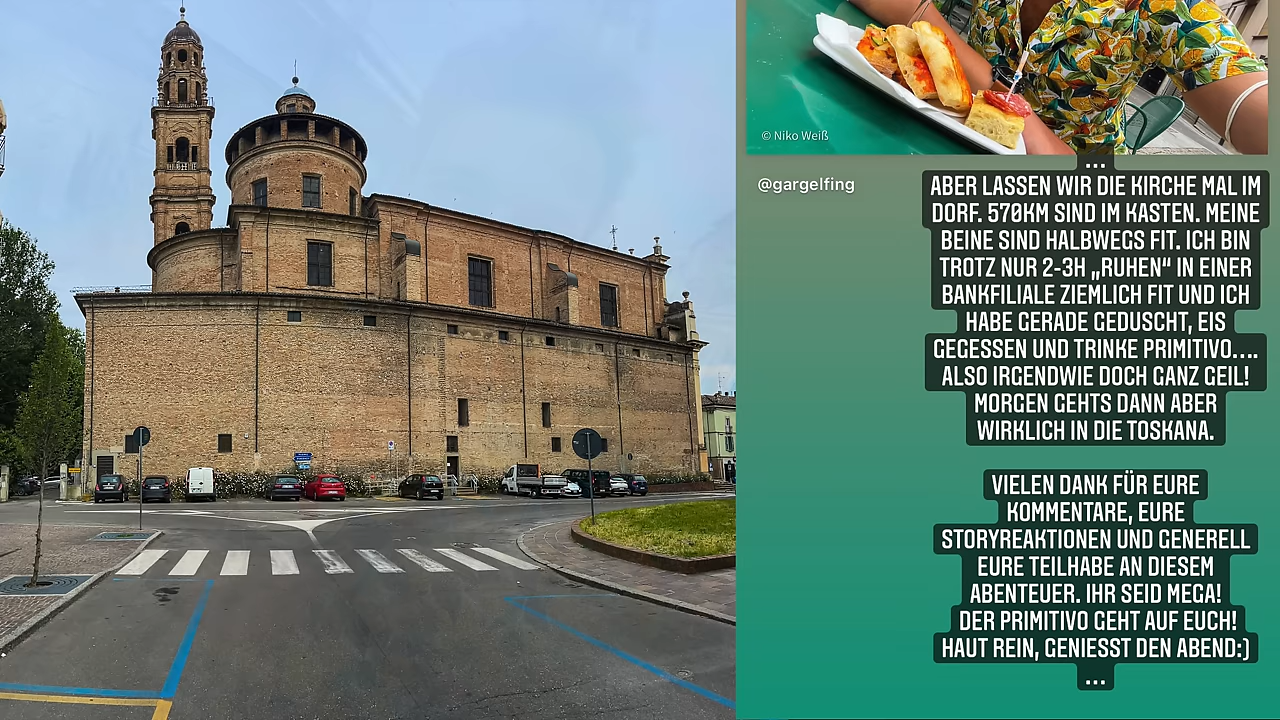 © Niko Weiß
...
@gargelfing
ABER LASSEN WIR DIE KIRCHE MAL IM
DORF. 570KM SIND IM KASTEN. MEINE
BEINE SIND HALBWEGS FIT. ICH BIN
TROTZ NUR 2-3H „RUHEN“ IN EINER
BANKFILIALE ZIEMLICH FIT UND ICH
HABE GERADE GEDUSCHT, EIS
GEGESSEN UND TRINKE PRIMITIVO....
ALSO IRGENDWIE DOCH GANZ GEIL!
MORGEN GEHTS DANN ABER
WIRKLICH IN DIE TOSKANA.
VIELEN DANK FÜR EURE
KOMMENTARE, EURE
STORYREAKTIONEN UND GENERELL
EURE TEILHABE AN DIESEM
ABENTEUER. IHR SEID MEGA!
DER PRIMITIVO GEHT AUF EUCH!
HAUT REIN, GENIESST DEN ABEND:)
...